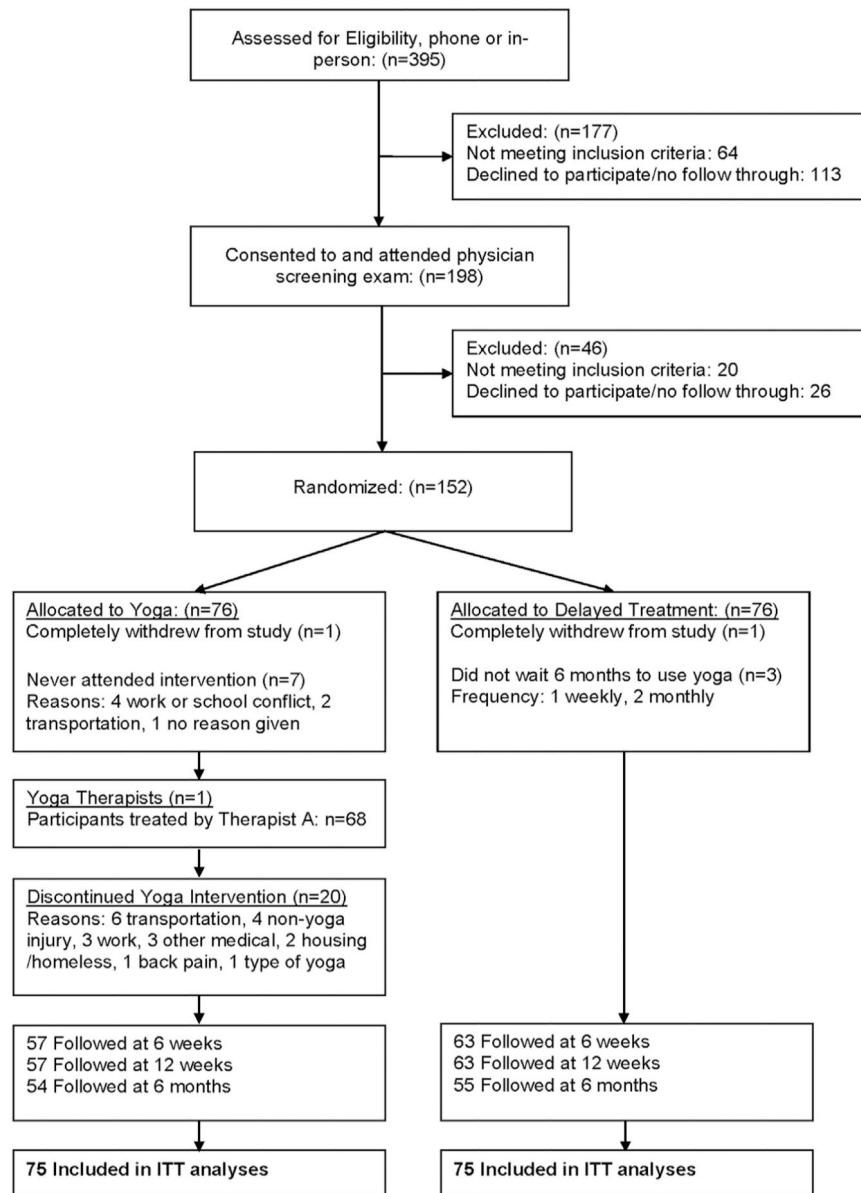 Assessed for Eligibility, phone or in-
person: (n=395)
Excluded: (n=177)
Not meeting inclusion criteria: 64
Declined to participate/no follow through: 113
Consented to and attended physician
screening exam: (n=198)
Excluded: (n=46)
Not meeting inclusion criteria: 20
Declined to participate/no follow through: 26
Randomized: (n=152)
Allocated to Yoga: (n=76)
Completely withdrew from study (n=1)
Never attended intervention (n=7)
Reasons: 4 work or school conflict, 2
transportation, 1 no reason given
Allocated to Delayed Treatment: (n=76)
Completely withdrew from study (n=1)
Did not wait 6 months to use yoga (n=3)
Frequency: 1 weekly, 2 monthly
Yoga Therapists (n=1)
Participants treated by Therapist A: n=68
Discontinued Yoga Intervention (n=20)
Reasons: 6 transportation, 4 non-yoga
injury, 3 work, 3 other medical, 2 housing
/homeless, 1 back pain, 1 type of yoga
57 Followed at 6 weeks
57 Followed at 12 weeks
54 Followed at 6 months
63 Followed at 6 weeks
63 Followed at 12 weeks
55 Followed at 6 months
75 Included in ITT analyses
75 Included in ITT analyses